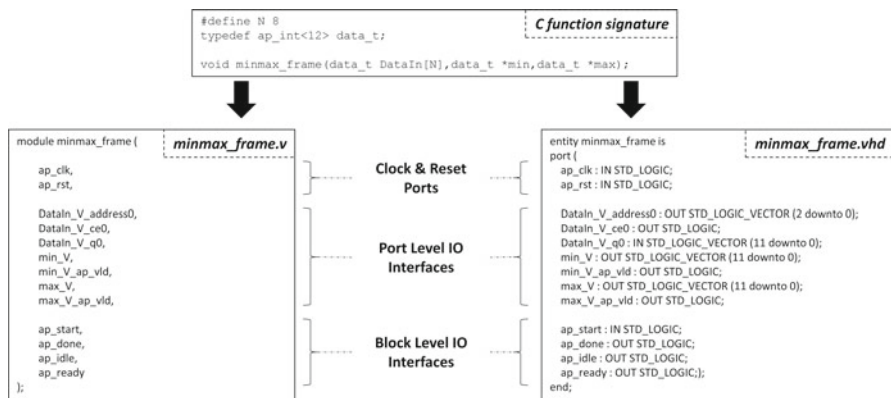 #define N 8
typedef ap_int<12> data_t;
C function signature
void minmax_frame(data_t DataIn[N],data_t *min,data_t *max);
module minmax_frame (
minmax_frame.v
ap_clk,
ap_rst,
DataIn_V_address0,
DataIn_V_ce0,
DataIn_V_q0,
min_V,
min_V_ap_vld,
max_V,
max_V_ap_vld,
ap_start,
ap_done,
ap_idle,
ap_ready
);
Clock & Reset
Ports
Port Level IO
Interfaces
Block Level IO
Interfaces
entity minmax_frame is
minmax_frame.vhd
port (
ap_clk : IN STD_LOGIC;
ap_rst : IN STD_LOGIC;
DataIn_V_address0 : OUT STD_LOGIC_VECTOR (2 downto 0);
DataIn_V_ce0 : OUT STD_LOGIC;
DataIn_V_q0 : IN STD_LOGIC_VECTOR (11 downto 0);
min_V : OUT STD_LOGIC_VECTOR (11 downto 0);
min_V_ap_vld : OUT STD_LOGIC;
max_V : OUT STD_LOGIC_VECTOR (11 downto 0);
max_V_ap_vld : OUT STD_LOGIC;
ap_start : IN STD_LOGIC;
ap_done : OUT STD_LOGIC;
ap_idle : OUT STD_LOGIC;
ap_ready : OUT STD_LOGIC;);
end;